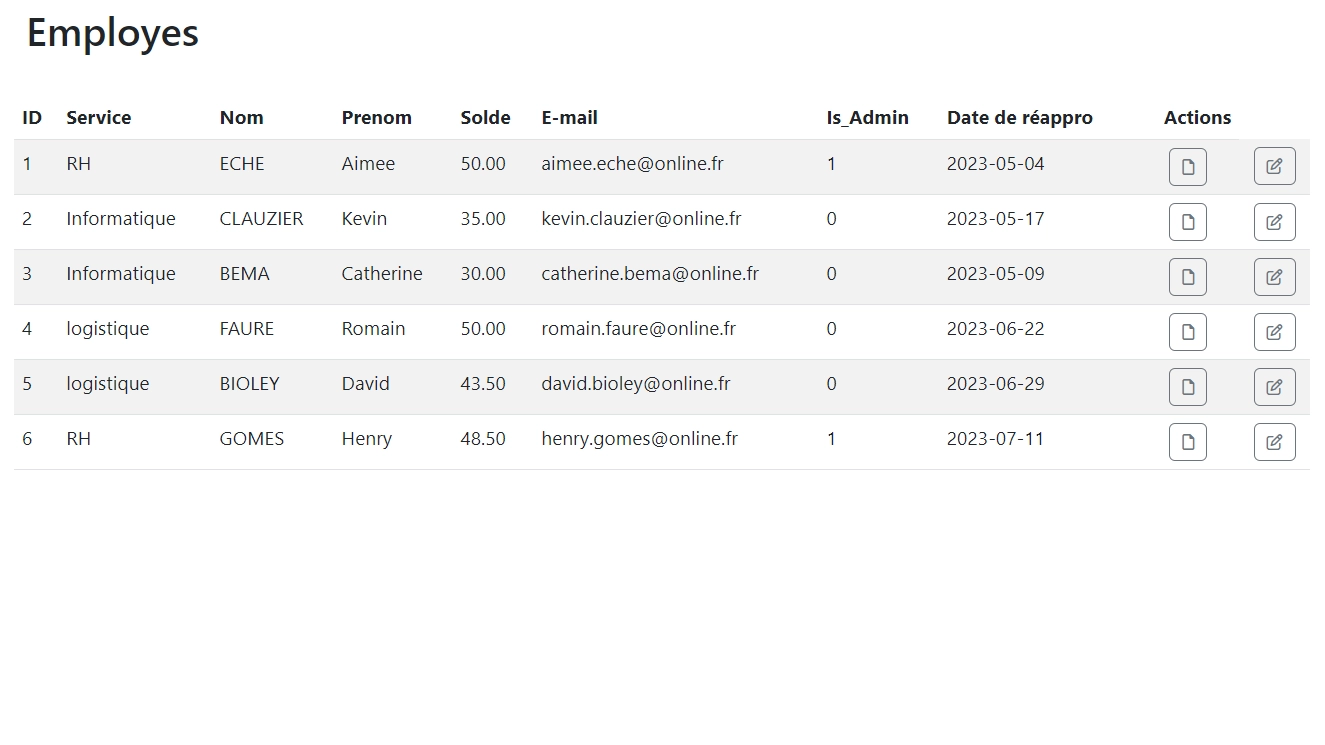 Employes
ID Service Nom Prenom Solde E-mail Is_Admin Date de réappro Actions
1 RH ECHE Aimee 50.00 aimee.eche@online.fr 1 2023-05-04
2 Informatique CLAUZIER Kevin 35.00 kevin.clauzier@online.fr 0 2023-05-17
3 Informatique BEMA Catherine 30.00 catherine.bema@online.fr 0 2023-05-09
4 logistique FAURE Romain 50.00 romain.faure@online.fr 0 2023-06-22
5 logistique BIOLEY David 43.50 david.bioley@online.fr 0 2023-06-29
6 RH GOMES Henry 48.50 henry.gomes@online.fr 1 2023-07-11